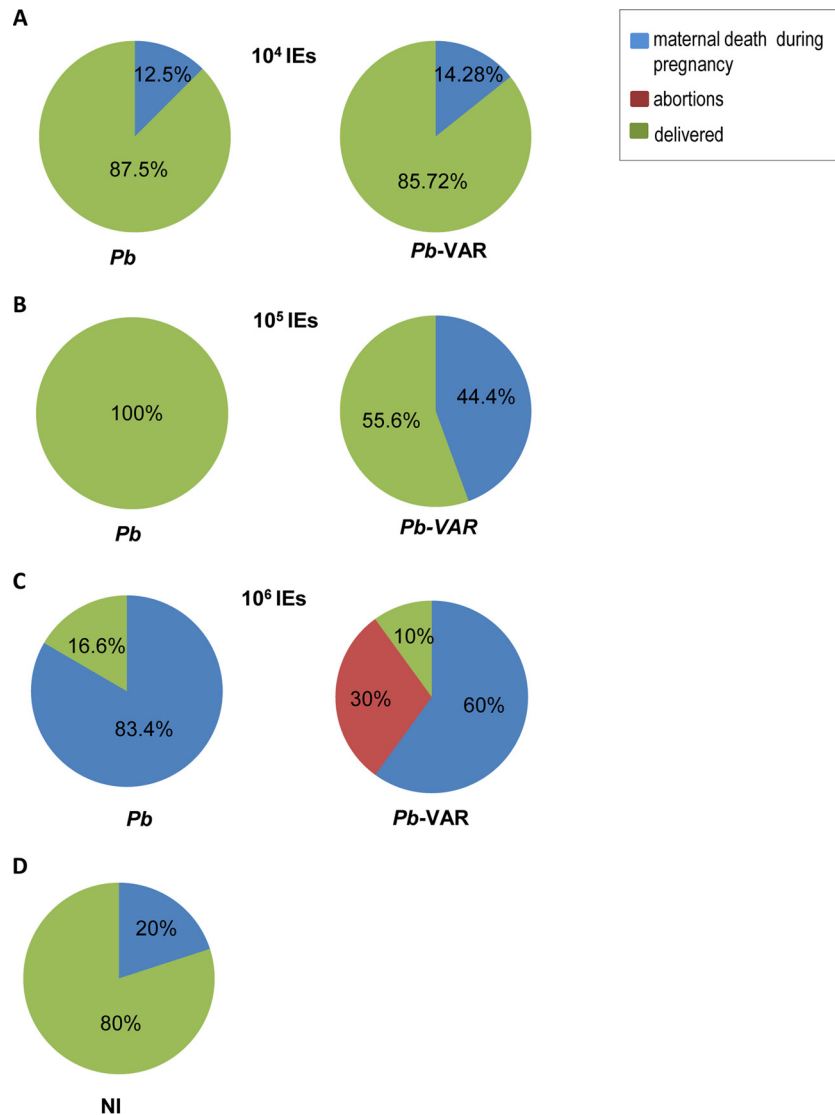 A
10⁴ IEs
12.5%
87.5%
Pb
14.28%
85.72%
Pb-VAR
maternal death during
pregnancy
abortions
delivered
B
10⁵ IEs
100%
Pb
44.4%
55.6%
Pb-VAR
C
10⁶ IEs
16.6%
83.4%
Pb
10%
30%
60%
Pb-VAR
D
20%
80%
NI